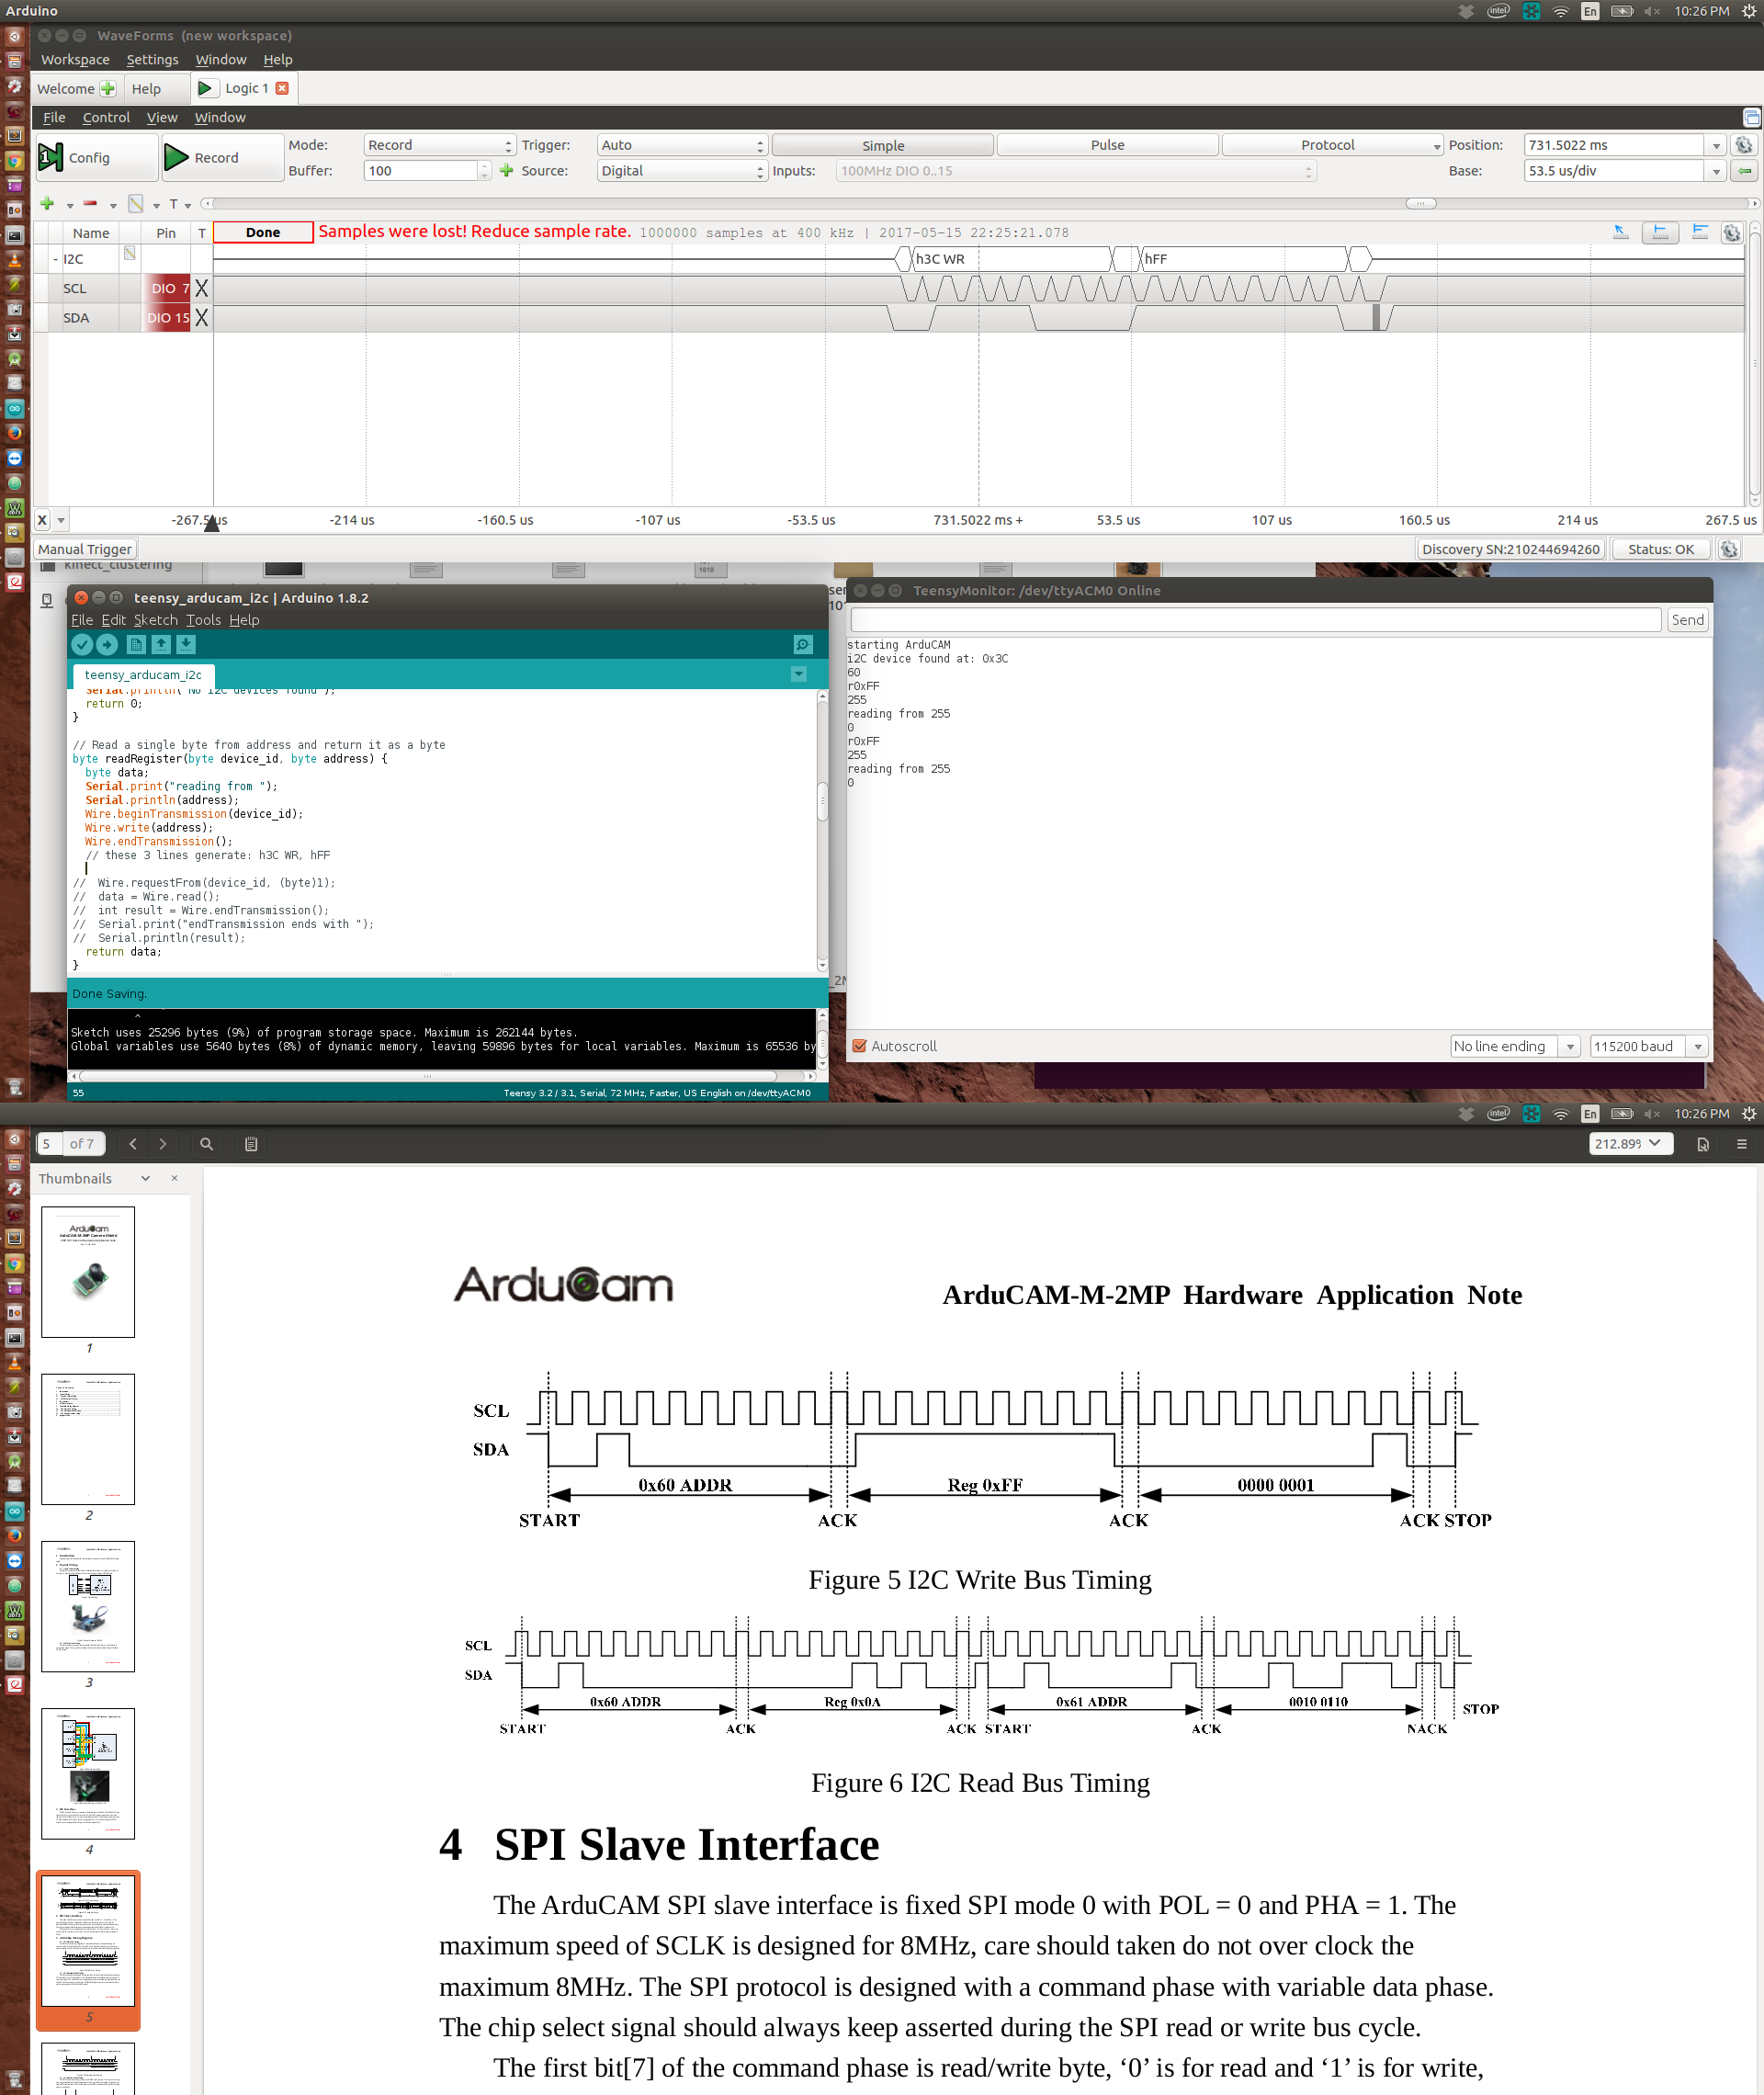 Arduino
En
10:26 PM
WaveForms (new workspace)
Workspace Settings Window Help
Welcome Help Logic 1
File Control View Window
Config Record Mode: Record Trigger: Auto Simple Pulse Protocol Position: 731.5022 ms
Buffer: 100 Source: Digital Inputs: 100MHz DIO 0..15 Base: 53.5 us/div
T
Name Pin T Done Samples were lost! Reduce sample rate. 1000000 samples at 400 kHz | 2017-05-15 22:25:21.078
- I2C h3C WR hFF
SCL DIO 7 X
SDA DIO 15 X
X -267.5 us -214 us -160.5 us -107 us -53.5 us 731.5022 ms + 53.5 us 107 us 160.5 us 214 us 267.5 us
Manual Trigger Discovery SN:210244694260 Status: OK
kinect_clustering
teensy_arducam_i2c | Arduino 1.8.2
File Edit Sketch Tools Help
teensy_arducam_i2c
Serial.println("No I2C devices found");
return 0;
}
// Read a single byte from address and return it as a byte
byte readRegister(byte device_id, byte address) {
byte data;
Serial.print("reading from ");
Serial.println(address);
Wire.beginTransmission(device_id);
Wire.write(address);
Wire.endTransmission();
// these 3 lines generate: h3C WR, hFF
// Wire.requestFrom(device_id, (byte)1);
// data = Wire.read();
// int result = Wire.endTransmission();
// Serial.print("endTransmission ends with ");
// Serial.println(result);
return data;
}
Done Saving.
^
Sketch uses 25296 bytes (9%) of program storage space. Maximum is 262144 bytes.
Global variables use 5640 bytes (8%) of dynamic memory, leaving 59896 bytes for local variables. Maximum is 65536 by
55 Teensy 3.2 / 3.1, Serial, 72 MHz, Faster, US English on /dev/ttyACM0
TeensyMonitor: /dev/ttyACM0 Online
Send
starting ArduCAM
i2C device found at: 0x3C
60
r0xFF
255
reading from 255
0
r0xFF
255
reading from 255
0
Autoscroll No line ending 115200 baud
En
10:26 PM
5 of 7 212.89%
Thumbnails
1
2
3
4
5
ArduCam ArduCAM-M-2MP Hardware Application Note
SCL
SDA
0x60 ADDR Reg 0xFF 0000 0001
START ACK ACK ACK STOP
Figure 5 I2C Write Bus Timing
SCL
SDA
0x60 ADDR Reg 0x0A 0x61 ADDR 0010 0110
START ACK ACK START ACK NACK STOP
Figure 6 I2C Read Bus Timing
4 SPI Slave Interface
The ArduCAM SPI slave interface is fixed SPI mode 0 with POL = 0 and PHA = 1. The
maximum speed of SCLK is designed for 8MHz, care should taken do not over clock the
maximum 8MHz. The SPI protocol is designed with a command phase with variable data phase.
The chip select signal should always keep asserted during the SPI read or write bus cycle.
The first bit[7] of the command phase is read/write byte, ‘0’ is for read and ‘1’ is for write,